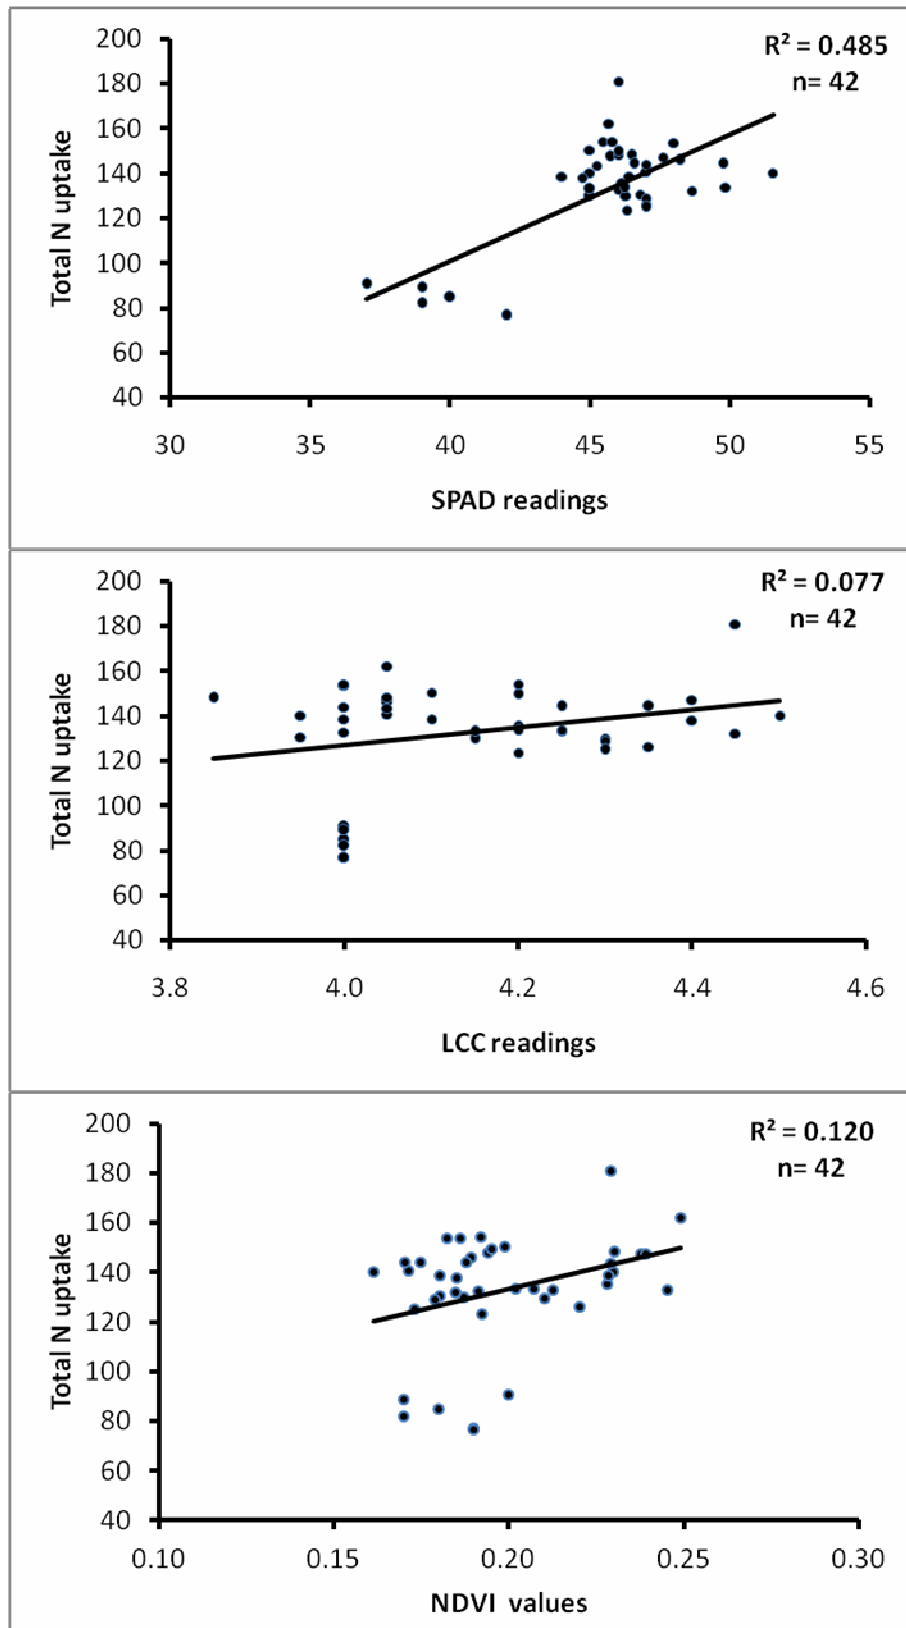 R² = 0.485
n= 42
200
180
160
140
120
100
80
60
40
Total N uptake
30 35 40 45 50 55
SPAD readings
R² = 0.077
n= 42
200
180
160
140
120
100
80
60
40
Total N uptake
3.8 4.0 4.2 4.4 4.6
LCC readings
R² = 0.120
n= 42
200
180
160
140
120
100
80
60
40
Total N uptake
0.10 0.15 0.20 0.25 0.30
NDVI values